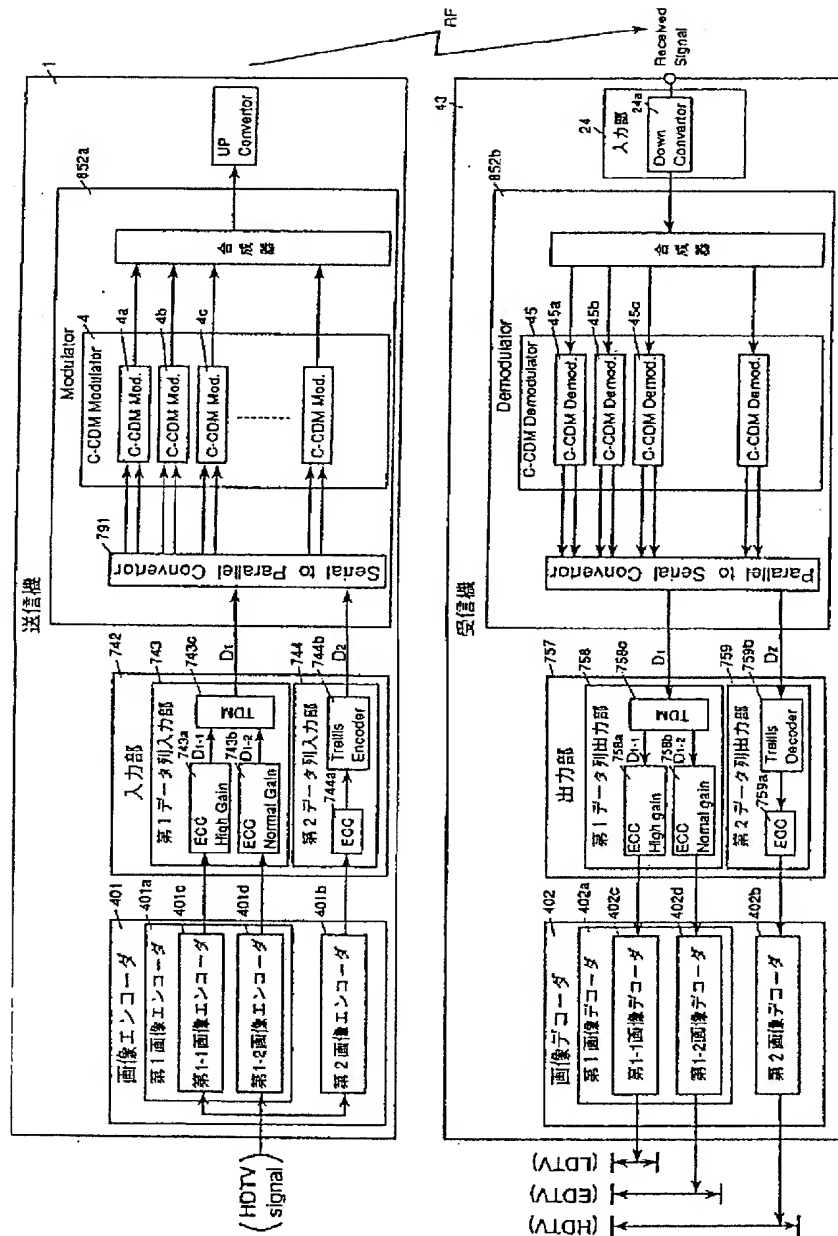 送信機
1
(HDTV signal)
画像エンコーダ
401
第1画像エンコーダ
401a
第1-1画像エンコーダ
401c
第1-2画像エンコーダ
401d
第2画像エンコーダ
401b
入力部
742
第1データ列入力部
743
ECC High Gain
743a
ECC Normal Gain
743b
D1-1
D1-2
TDM
743c
第2データ列入力部
744
ECC
744a
Trellis Encoder
744b
D1
D2
791
Serial to Parallel Convertor
Modulator
852a
C-CDM Modulator
4
C-CDM Mod.
4a
C-CDM Mod.
4b
C-CDM Mod.
4c
C-CDM Mod.
合成器
UP Convertor
RF
受信機
43
Received Signal
入力部
24
Down Convertor
24a
Demodulator
852b
合成器
C-CDM Demodulator
45
C-CDM Demod.
45a
C-CDM Demod.
45b
C-CDM Demod.
45c
C-CDM Demod.
Parallel to Serial Convertor
D1
D2
出力部
757
第1データ列出力部
758
TDM
758c
D1-1
D1-2
ECC High gain
758a
ECC Normal gain
758b
第2データ列出力部
759
Trellis Decoder
759b
ECC
759a
画像デコーダ
402
第1画像デコーダ
402a
第1-1画像デコーダ
402c
第1-2画像デコーダ
402d
第2画像デコーダ
402b
(LDTV)
(EDTV)
(HDTV)